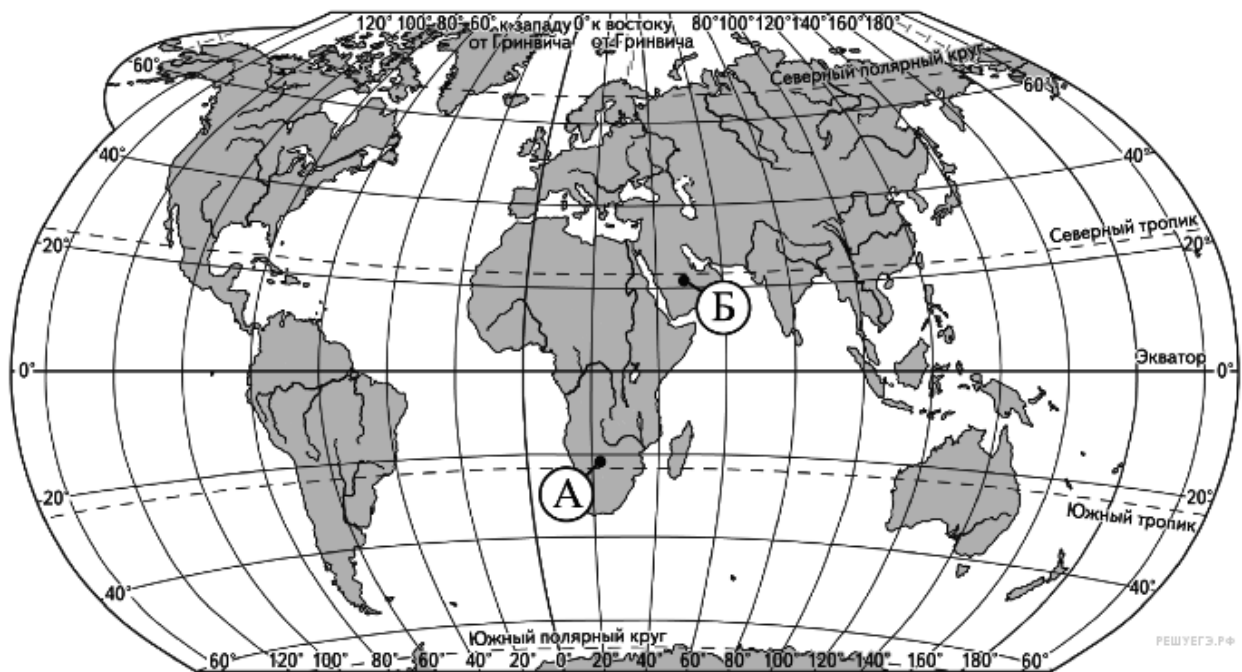 120° 100° 80° 60° к западу 0° к востоку 80° 100° 120° 140° 160° 180°
от Гринвича от Гринвича
60° Северный полярный круг 60°
40° 40°
Северный тропик
20° 20°
Б
0° Экватор 0°
А
20° 20°
Южный тропик
40° 40°
Южный полярный круг
60° 120° 100° 80° 60° 40° 20° 0° 20° 40° 60° 80° 100° 120° 140° 60°
РЕШУЕГЭ.РФ